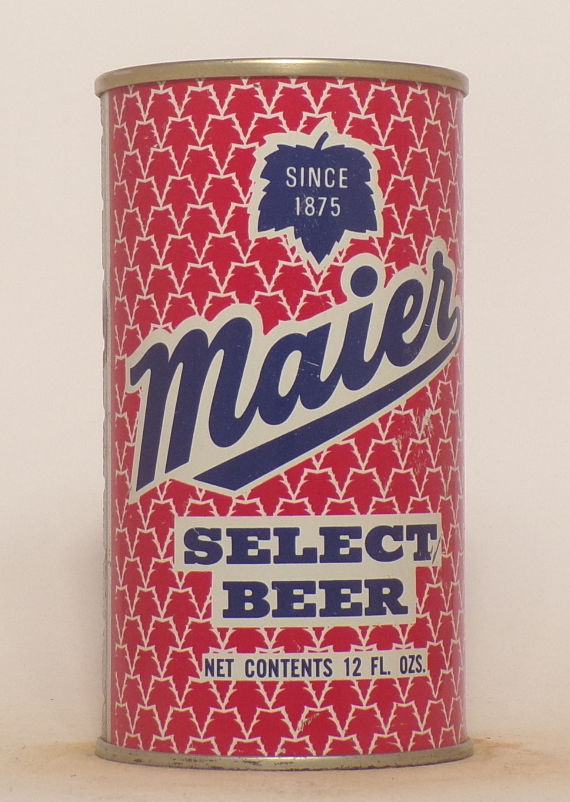 SINCE
1875
Maier
SELECT
BEER
NET CONTENTS 12 FL. OZS.